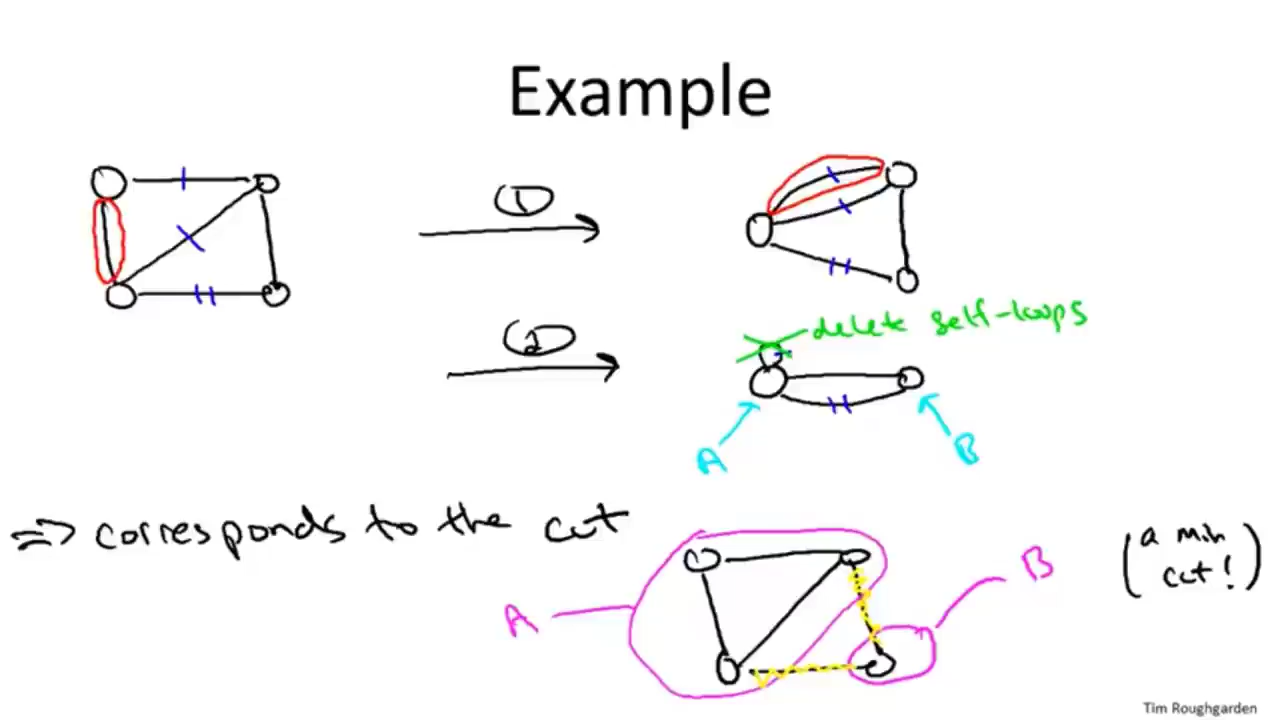 Example
1
2
delete self-loops
A
B
=> corresponds to the cut
A
B
(a min
cut!)
Tim Roughgarden